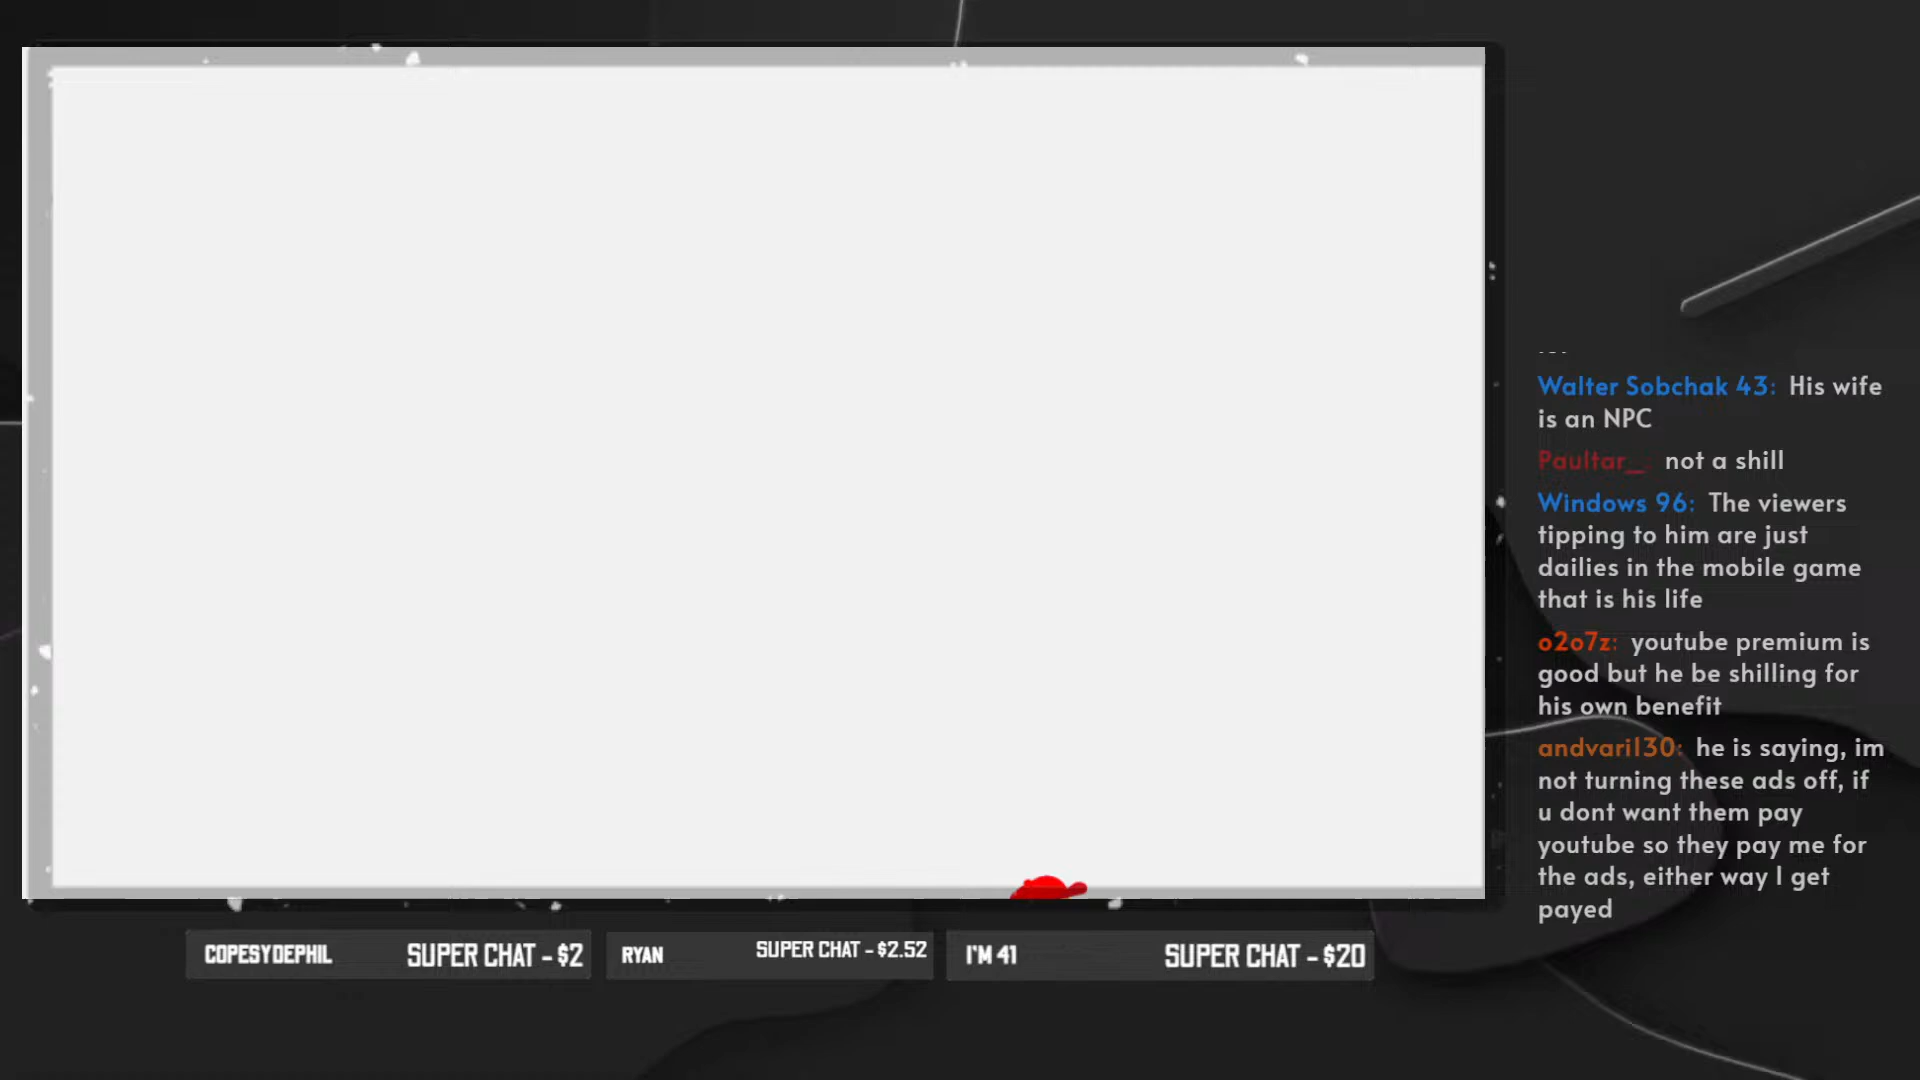 Walter Sobchak 43: His wife
is an NPC
Paultar_: not a shill
Windows 96: The viewers
tipping to him are just
dailies in the mobile game
that is his life
o2o7z: youtube premium is
good but he be shilling for
his own benefit
andvari130: he is saying, im
not turning these ads off, if
u dont want them pay
youtube so they pay me for
the ads, either way I get
payed
COPESYDEPHIL SUPER CHAT - $2
RYAN SUPER CHAT - $2.52
I'M 41 SUPER CHAT - $20